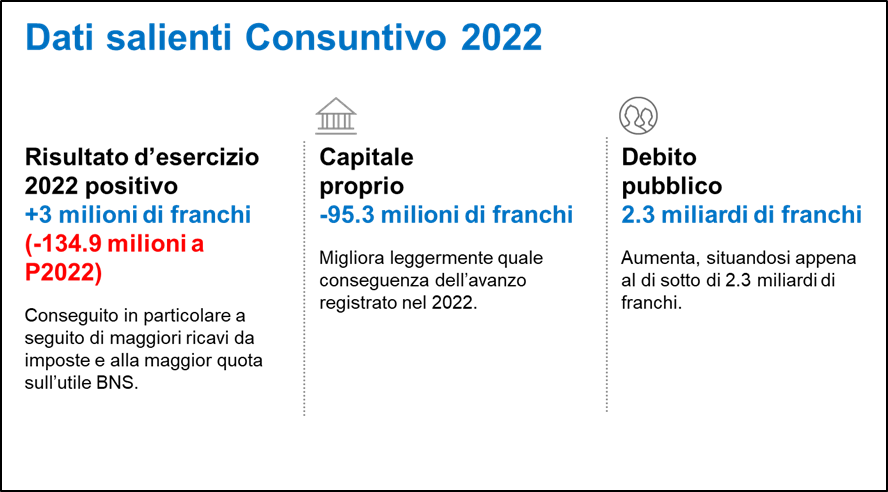 Dati salienti Consuntivo 2022
Risultato d’esercizio
2022 positivo
+3 milioni di franchi
(-134.9 milioni a
P2022)
Conseguito in particolare a
seguito di maggiori ricavi da
imposte e alla maggior quota
sull’utile BNS.
Capitale
proprio
-95.3 milioni di franchi
Migliora leggermente quale
conseguenza dell’avanzo
registrato nel 2022.
Debito
pubblico
2.3 miliardi di franchi
Aumenta, situandosi appena
al di sotto di 2.3 miliardi di
franchi.